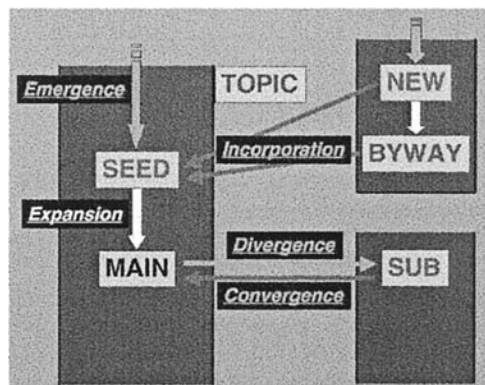 Emergence
TOPIC
NEW
Incorporation
BYWAY
SEED
Expansion
Divergence
MAIN
SUB
Convergence